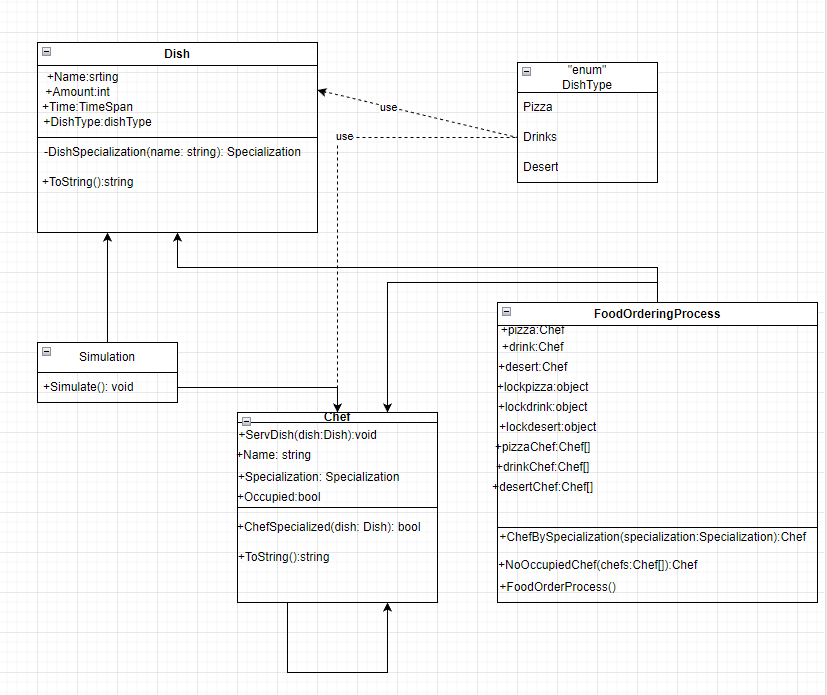 Dish
+Name:srting
+Amount:int
+Time:TimeSpan
+DishType:dishType
-DishSpecialization(name: string): Specialization
+ToString():string
"enum"
DishType
Pizza
Drinks
Desert
use
use
Simulation
+Simulate(): void
Chef
+ServDish(dish:Dish):void
+Name: string
+Specialization: Specialization
+Occupied:bool
+ChefSpecialized(dish: Dish): bool
+ToString():string
FoodOrderingProcess
+pizza:Chef
+drink:Chef
+desert:Chef
+lockpizza:object
+lockdrink:object
+lockdesert:object
+pizzaChef:Chef[]
+drinkChef:Chef[]
+desertChef:Chef[]
+ChefBySpecialization(specialization:Specialization):Chef
+NoOccupiedChef(chefs:Chef[]):Chef
+FoodOrderProcess()